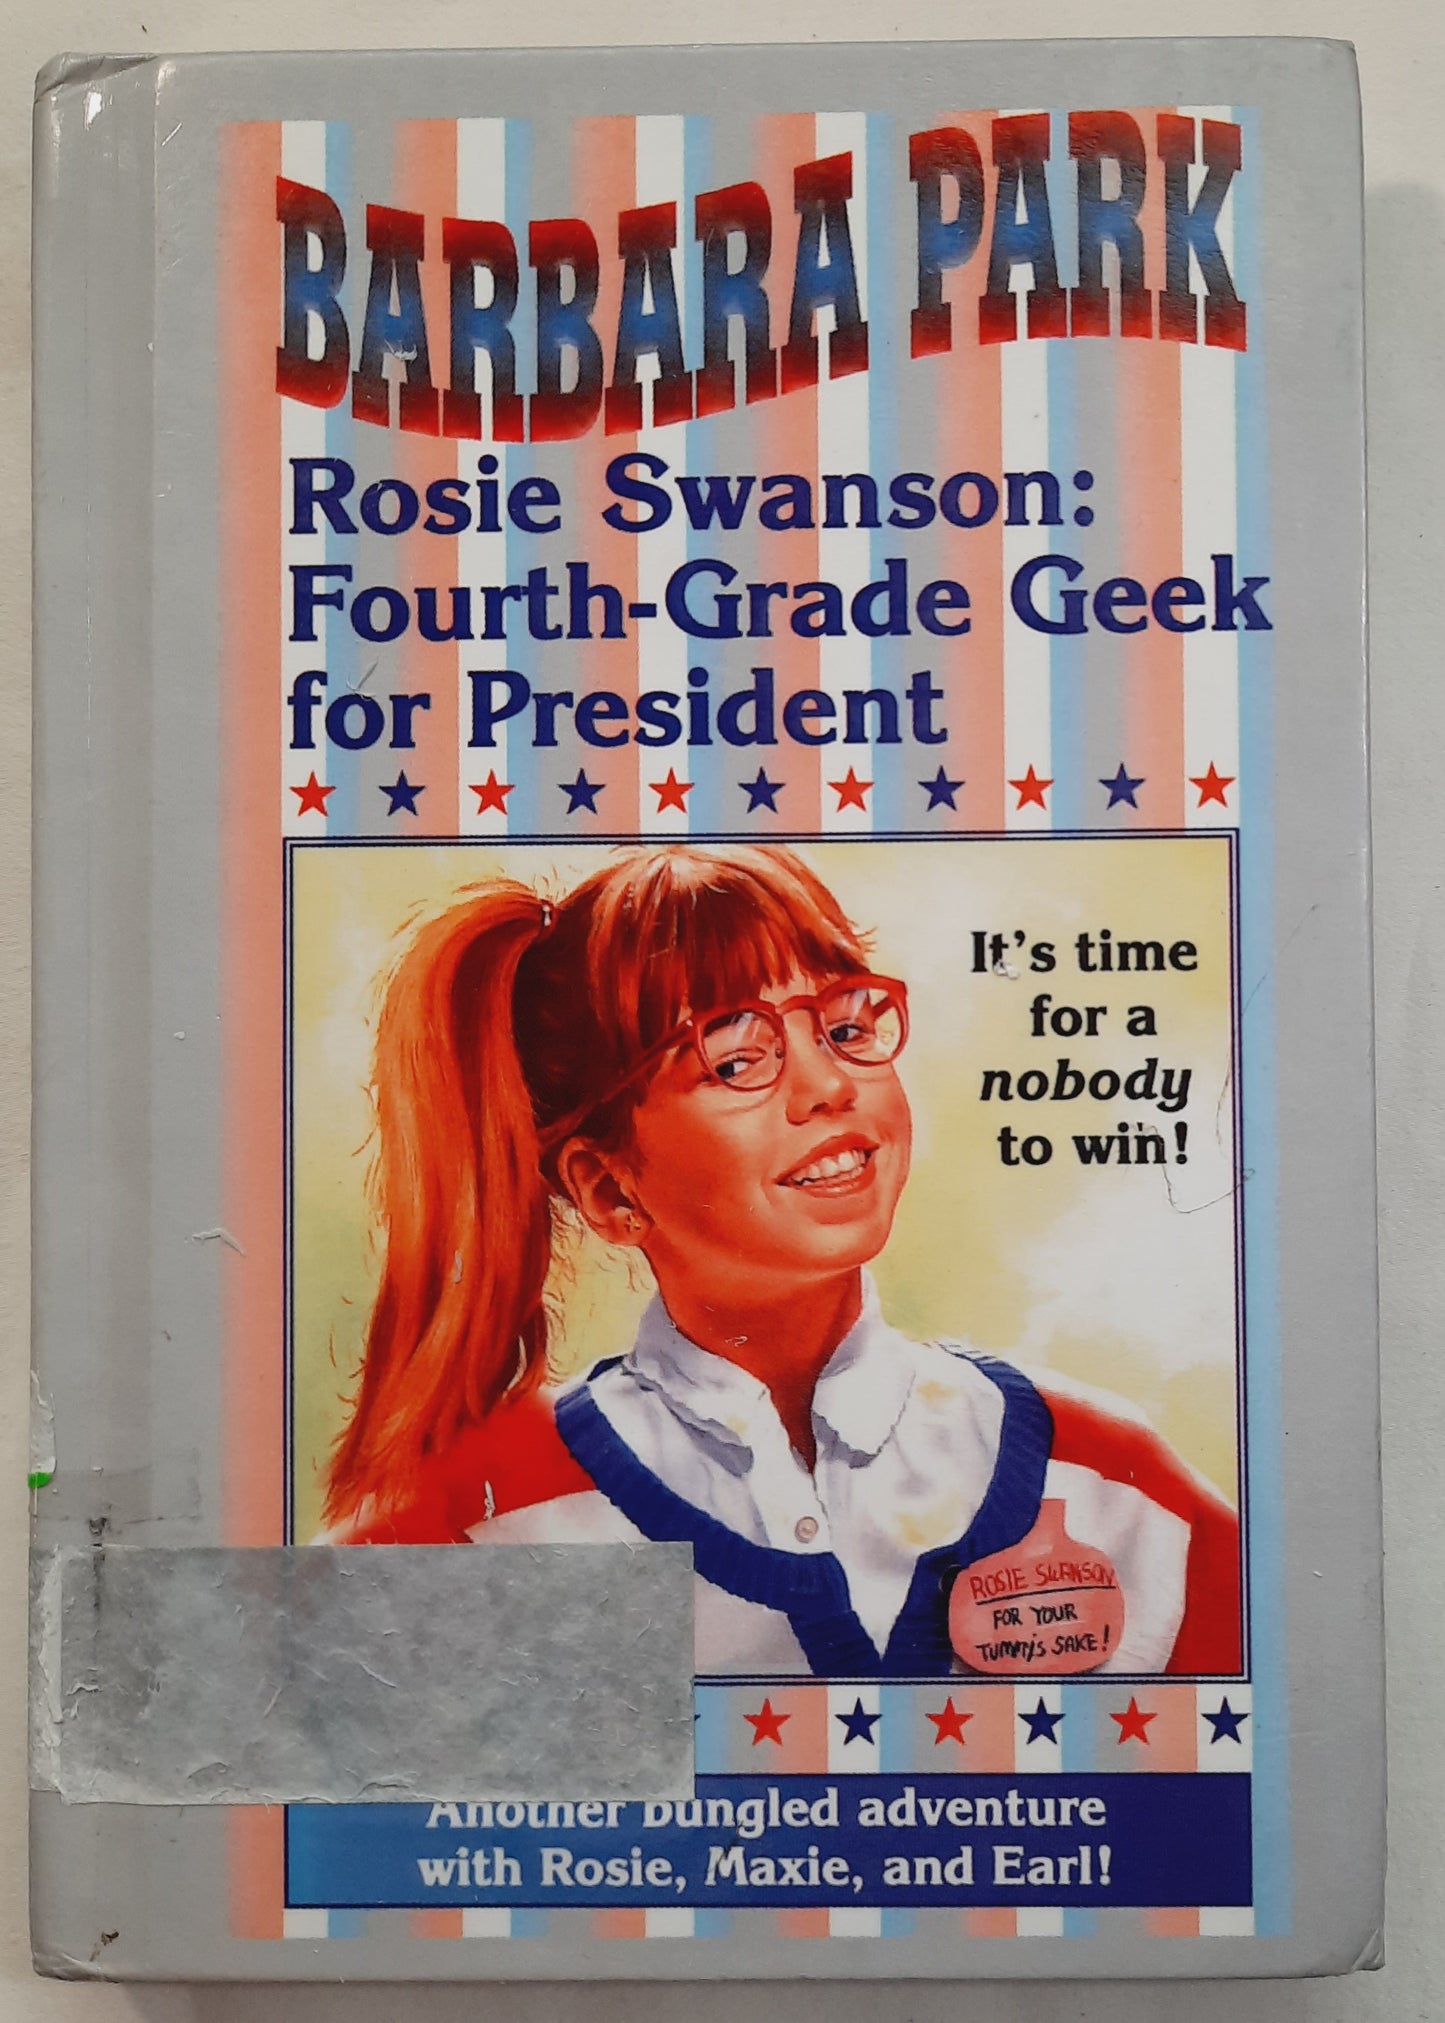 BARBARA PARK
Rosie Swanson:
Fourth-Grade Geek
for President
It's time
for a
nobody
to win!
ROSIE SWANSON
FOR YOUR
TUMMY'S SAKE!
Another bungled adventure
with Rosie, Maxie, and Earl!